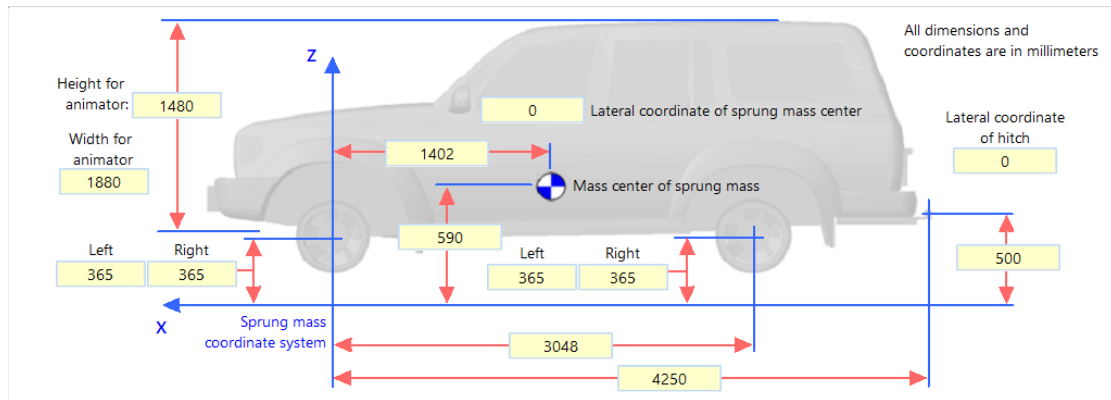 All dimensions and
coordinates are in millimeters
Z
Height for
animator:
1480
0
Lateral coordinate of sprung mass center
Lateral coordinate
of hitch
0
Width for
animator
1880
1402
Mass center of sprung mass
590
Left
Right
365
365
Left
Right
365
365
500
X
Sprung mass
coordinate system
3048
4250